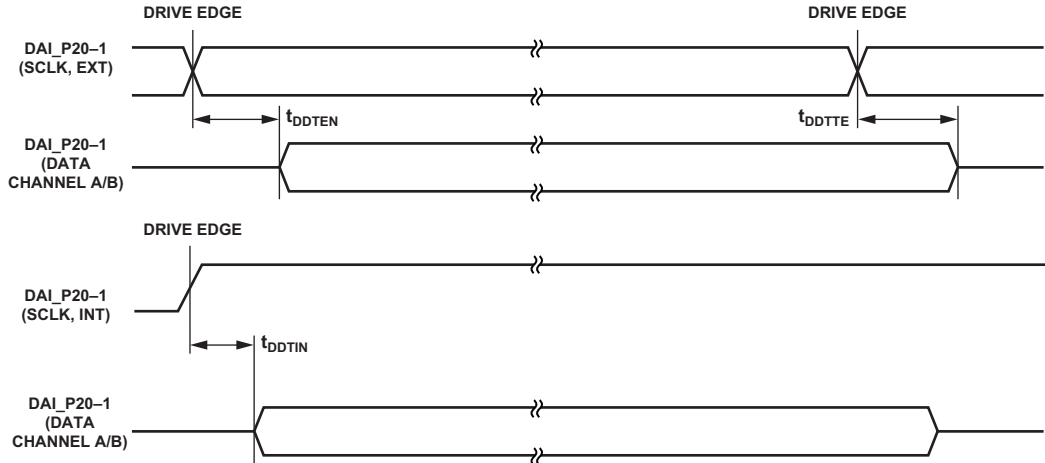 DRIVE EDGE DRIVE EDGE
DAI_P20–1
(SCLK, EXT)
tDDTEN tDDTTE
DAI_P20–1
(DATA
CHANNEL A/B)
DRIVE EDGE
DAI_P20–1
(SCLK, INT)
tDDTIN
DAI_P20–1
(DATA
CHANNEL A/B)